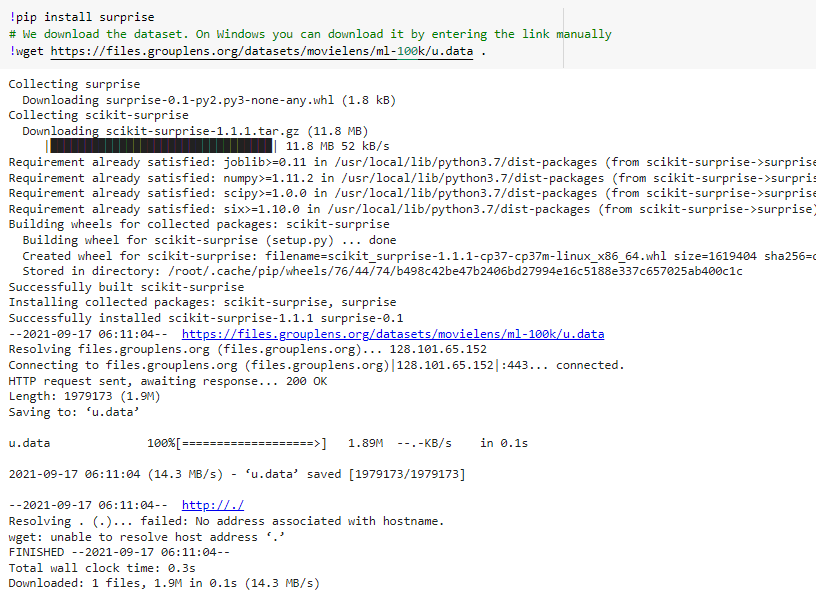 !pip install surprise
# We download the dataset. On Windows you can download it by entering the link manually
!wget https://files.grouplens.org/datasets/movielens/ml-100k/u.data .
Collecting surprise
  Downloading surprise-0.1-py2.py3-none-any.whl (1.8 kB)
Collecting scikit-surprise
  Downloading scikit-surprise-1.1.1.tar.gz (11.8 MB)
     |████████████████████████████████| 11.8 MB 52 kB/s
Requirement already satisfied: joblib>=0.11 in /usr/local/lib/python3.7/dist-packages (from scikit-surprise->surprise
Requirement already satisfied: numpy>=1.11.2 in /usr/local/lib/python3.7/dist-packages (from scikit-surprise->surpris
Requirement already satisfied: scipy>=1.0.0 in /usr/local/lib/python3.7/dist-packages (from scikit-surprise->surprise
Requirement already satisfied: six>=1.10.0 in /usr/local/lib/python3.7/dist-packages (from scikit-surprise->surprise)
Building wheels for collected packages: scikit-surprise
  Building wheel for scikit-surprise (setup.py) ... done
  Created wheel for scikit-surprise: filename=scikit_surprise-1.1.1-cp37-cp37m-linux_x86_64.whl size=1619404 sha256=
  Stored in directory: /root/.cache/pip/wheels/76/44/74/b498c42be47b2406bd27994e16c5188e337c657025ab400c1c
Successfully built scikit-surprise
Installing collected packages: scikit-surprise, surprise
Successfully installed scikit-surprise-1.1.1 surprise-0.1
--2021-09-17 06:11:04--  https://files.grouplens.org/datasets/movielens/ml-100k/u.data
Resolving files.grouplens.org (files.grouplens.org)... 128.101.65.152
Connecting to files.grouplens.org (files.grouplens.org)|128.101.65.152|:443... connected.
HTTP request sent, awaiting response... 200 OK
Length: 1979173 (1.9M)
Saving to: ‘u.data’
u.data              100%[===================>]   1.89M  --.-KB/s    in 0.1s
2021-09-17 06:11:04 (14.3 MB/s) - ‘u.data’ saved [1979173/1979173]
--2021-09-17 06:11:04--  http://./
Resolving . (.)... failed: No address associated with hostname.
wget: unable to resolve host address ‘.’
FINISHED --2021-09-17 06:11:04--
Total wall clock time: 0.3s
Downloaded: 1 files, 1.9M in 0.1s (14.3 MB/s)